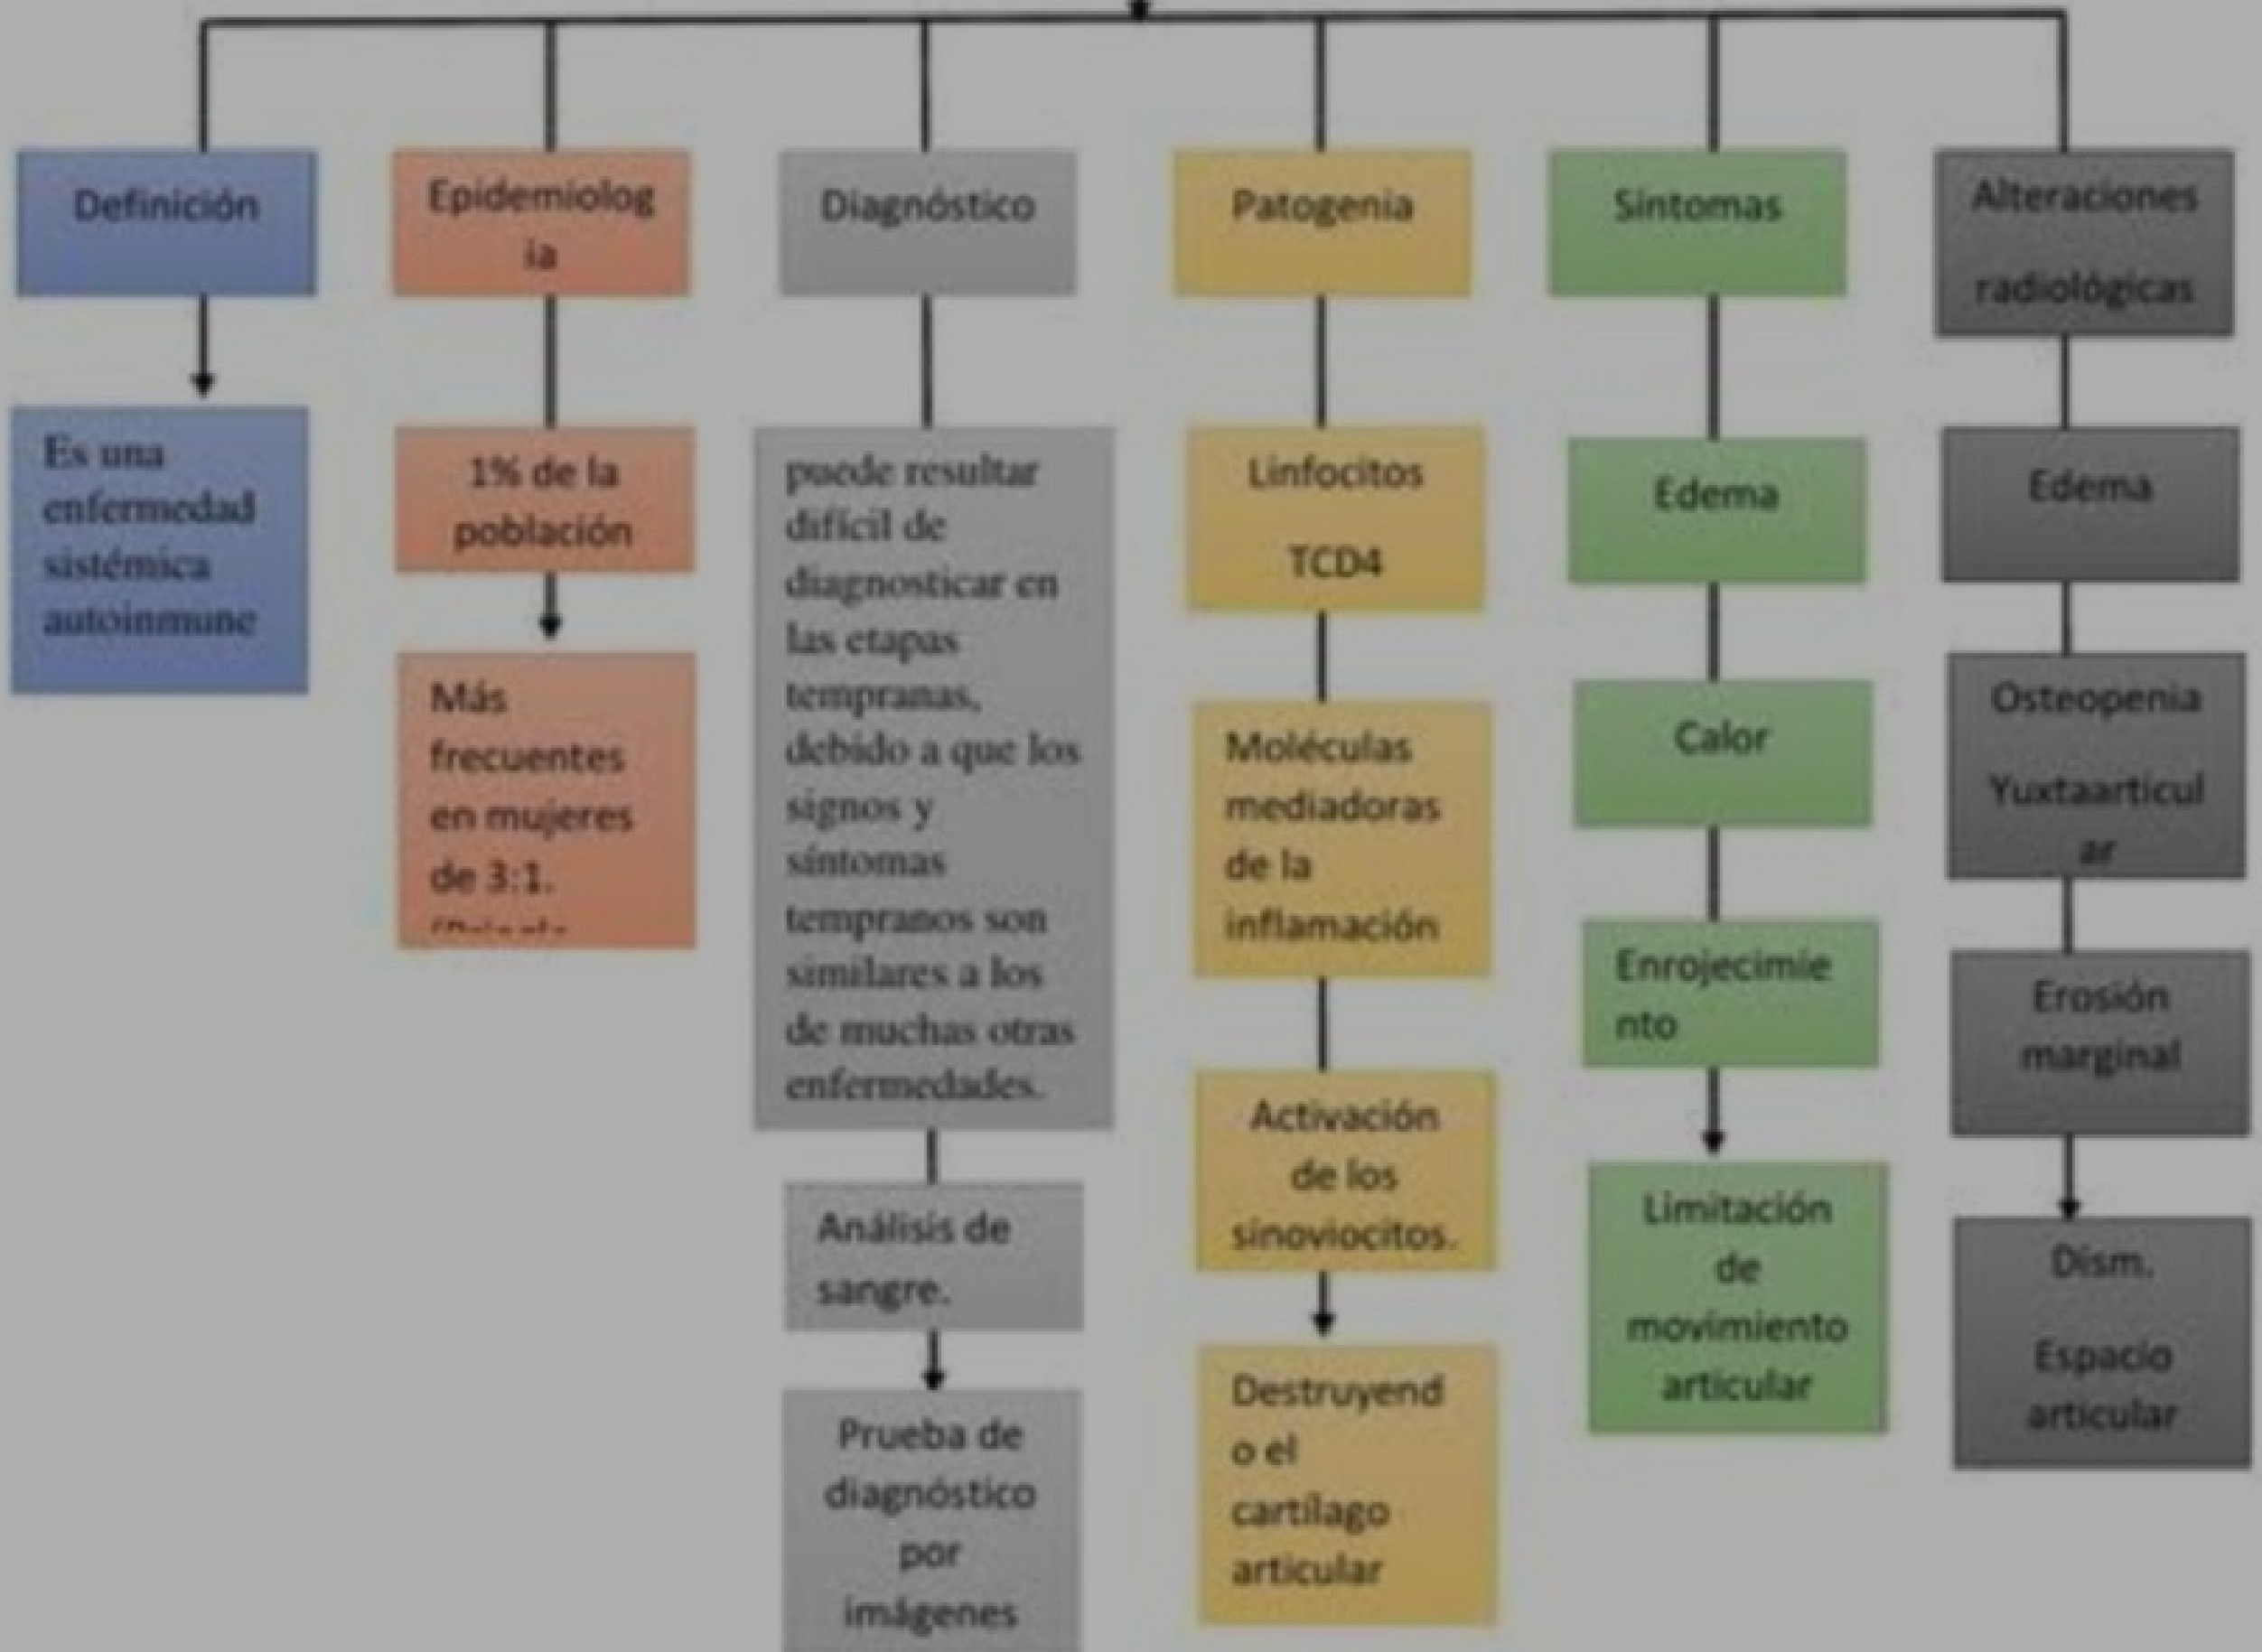 Definición
Epidemiolog
ia
Diagnóstico
Patogenia
Síntomas
Alteraciones
radiológicas
Es una
enfermedad
sistémica
autoinmune
1% de la
población
Más
frecuentes
en mujeres
de 3:1.
puede resultar
difícil de
diagnosticar en
las etapas
tempranas,
debido a que los
signos y
síntomas
tempranos son
similares a los
de muchas otras
enfermedades.
Análisis de
sangre.
Prueba de
diagnóstico
por
imágenes
Linfocitos
TCD4
Moléculas
mediadoras
de la
inflamación
Activación
de los
sinoviocitos.
Destruyend
o el
cartílago
articular
Edema
Calor
Enrojecimie
nto
Limitación
de
movimiento
articular
Edema
Osteopenia
Yuxtaarticul
ar
Erosión
marginal
Dism.
Espacio
articular